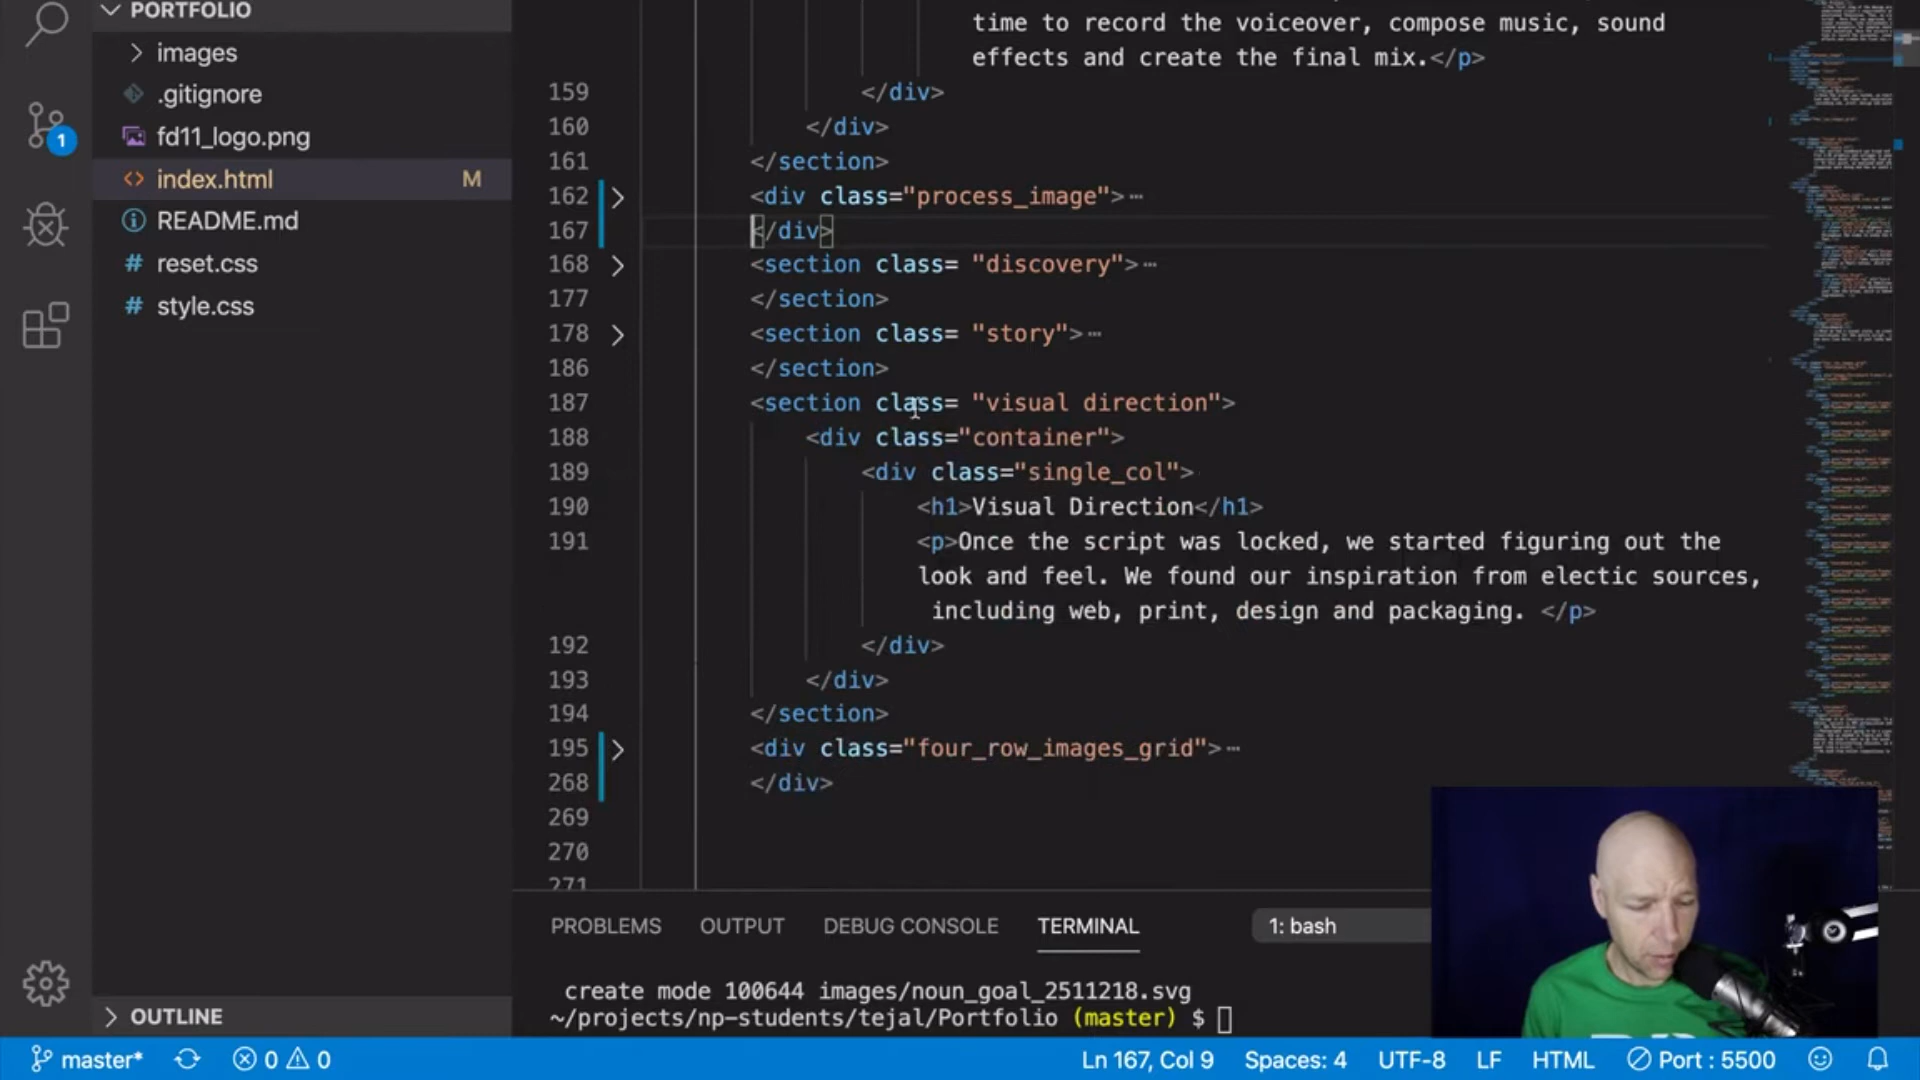 PORTFOLIO
images
.gitignore
fd11_logo.png
index.html M
README.md
reset.css
style.css
OUTLINE
1
time to record the voiceover, compose music, sound
effects and create the final mix.</p>
159 </div>
160 </div>
161 </section>
162 <div class="process_image">⋯
167 </div>
168 <section class= "discovery">⋯
177 </section>
178 <section class= "story">⋯
186 </section>
187 <section class= "visual direction">
188 <div class="container">
189 <div class="single_col">
190 <h1>Visual Direction</h1>
191 <p>Once the script was locked, we started figuring out the
look and feel. We found our inspiration from electic sources,
including web, print, design and packaging. </p>
192 </div>
193 </div>
194 </section>
195 <div class="four_row_images_grid">⋯
268 </div>
269
270
271
PROBLEMS OUTPUT DEBUG CONSOLE TERMINAL 1: bash
create mode 100644 images/noun_goal_2511218.svg
~/projects/np-students/tejal/Portfolio (master) $
master* 0 0 Ln 167, Col 9 Spaces: 4 UTF-8 LF HTML Port : 5500